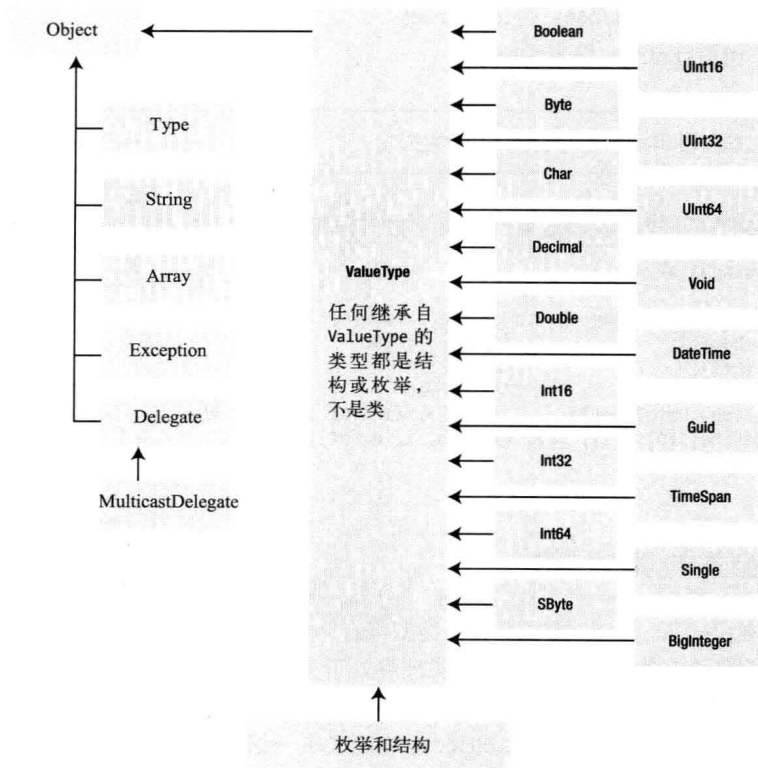 Object
Boolean
UInt16
Type
Byte
UInt32
String
Char
UInt64
Array
ValueType
Decimal
Void
任何继承自
ValueType 的
类型都是结
构或枚举，
不是类
Double
Exception
DateTime
Int16
Delegate
Guid
Int32
MulticastDelegate
TimeSpan
Int64
Single
SByte
BigInteger
枚举和结构